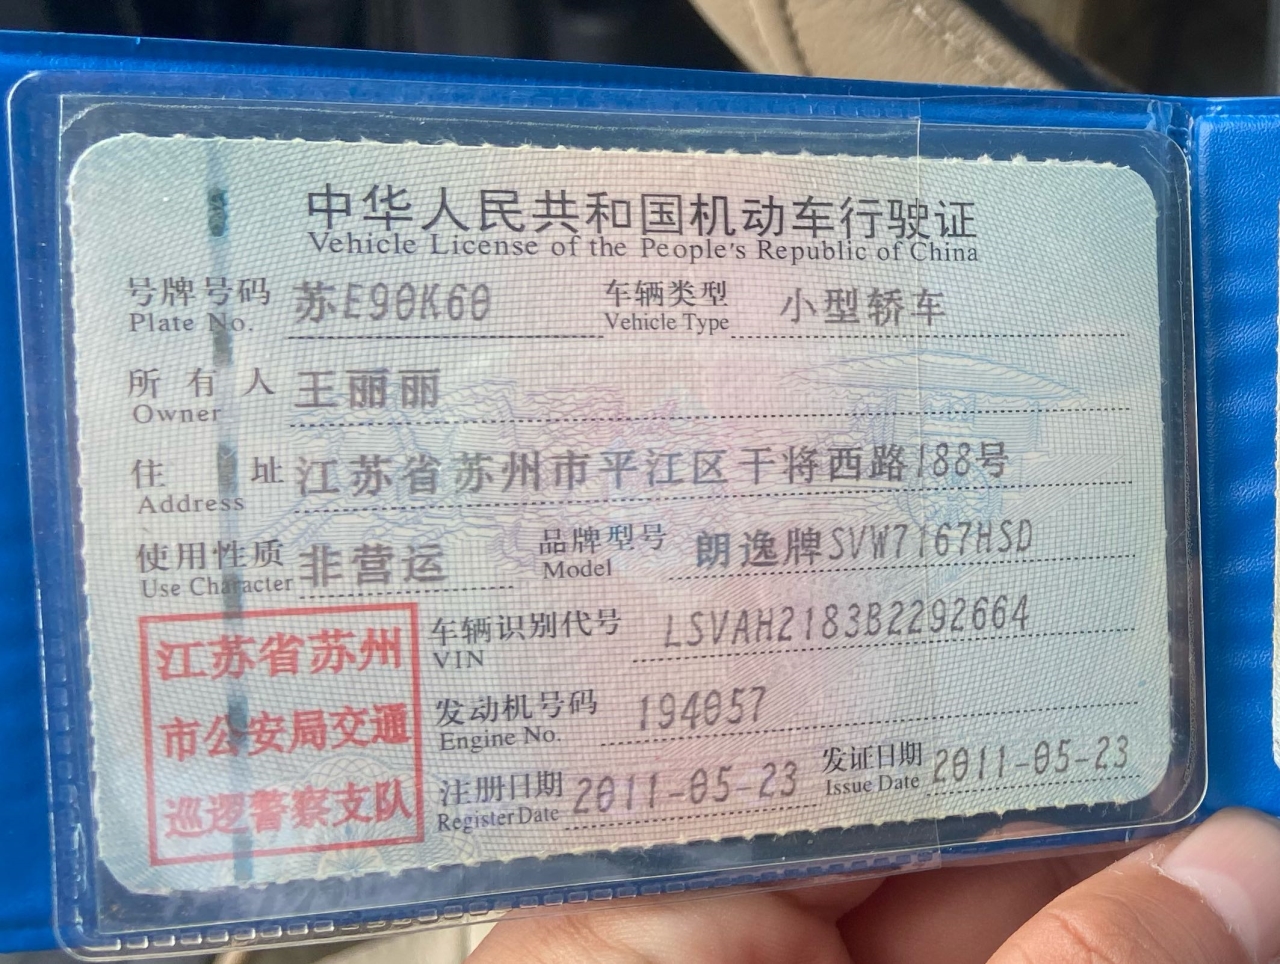 中华人民共和国机动车行驶证
Vehicle License of the People's Republic of China
号牌号码 苏E90K60 车辆类型 小型轿车
Plate No. Vehicle Type
所有人 王丽丽
Owner
住址 江苏省苏州市平江区干将西路188号
Address
使用性质 非营运 品牌型号 朗逸牌SVW7167HSD
Use Character Model
江苏省苏州
市公安局交通
巡逻警察支队
车辆识别代号 LSVAH2183B2292664
VIN
发动机号码 194057
Engine No.
注册日期 2011-05-23 发证日期 2011-05-23
Register Date Issue Date